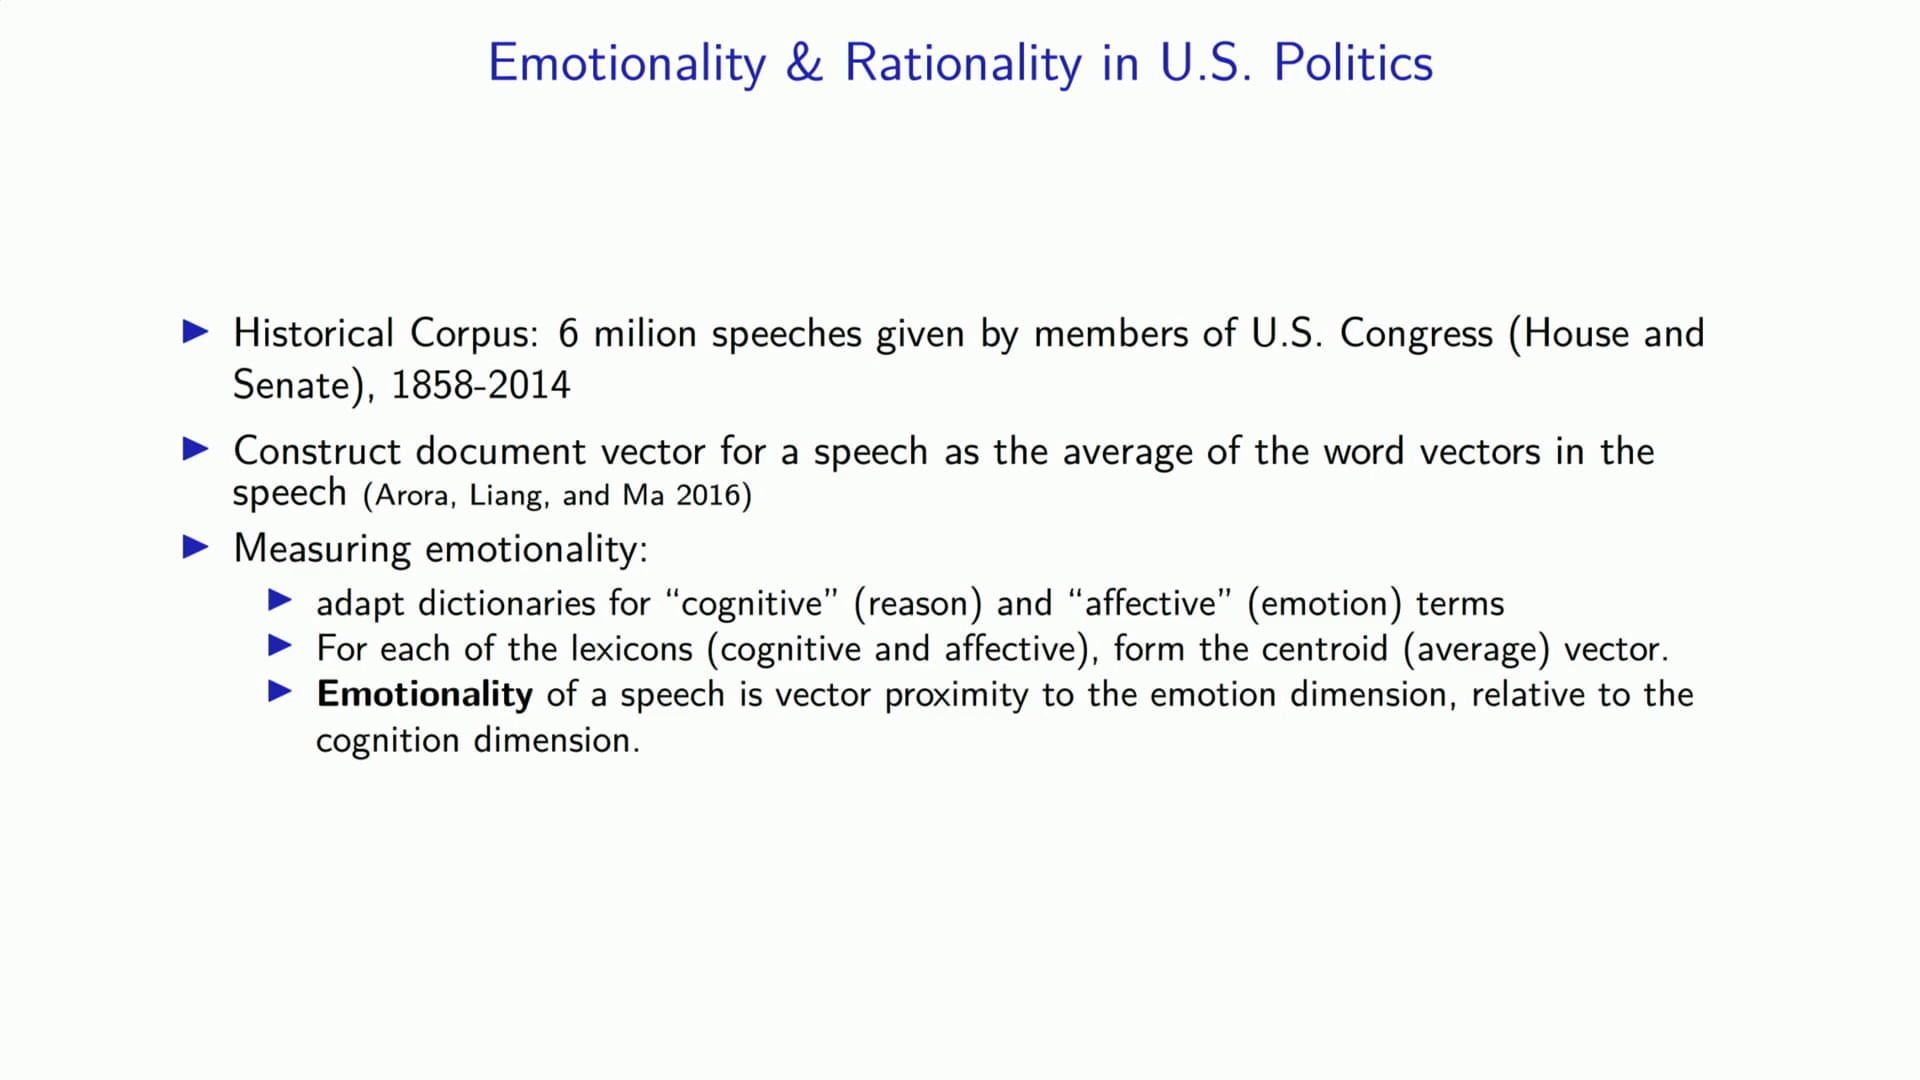 Emotionality & Rationality in U.S. Politics
▶ Historical Corpus: 6 milion speeches given by members of U.S. Congress (House and
Senate), 1858-2014
▶ Construct document vector for a speech as the average of the word vectors in the
speech (Arora, Liang, and Ma 2016)
▶ Measuring emotionality:
▶ adapt dictionaries for “cognitive” (reason) and “affective” (emotion) terms
▶ For each of the lexicons (cognitive and affective), form the centroid (average) vector.
▶ Emotionality of a speech is vector proximity to the emotion dimension, relative to the
cognition dimension.